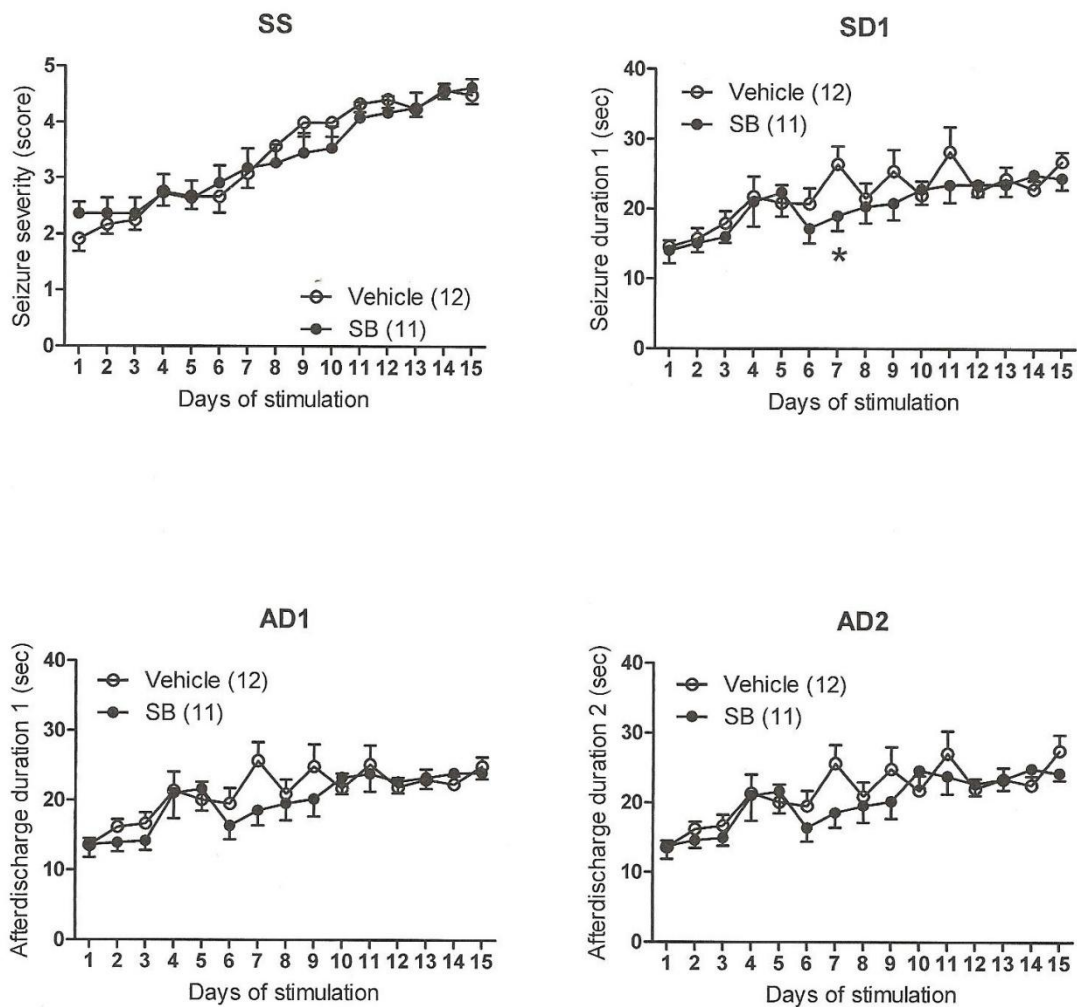 SS
Seizure severity (score)
5
4
3
2
1
0
Vehicle (12)
SB (11)
1 2 3 4 5 6 7 8 9 10 11 12 13 14 15
Days of stimulation
SD1
Seizure duration 1 (sec)
40
30
20
10
0
Vehicle (12)
SB (11)
*
1 2 3 4 5 6 7 8 9 10 11 12 13 14 15
Days of stimulation
AD1
Afterdischarge duration 1 (sec)
40
30
20
10
0
Vehicle (12)
SB (11)
1 2 3 4 5 6 7 8 9 10 11 12 13 14 15
Days of stimulation
AD2
Afterdischarge duration 2 (sec)
40
30
20
10
0
Vehicle (12)
SB (11)
1 2 3 4 5 6 7 8 9 10 11 12 13 14 15
Days of stimulation